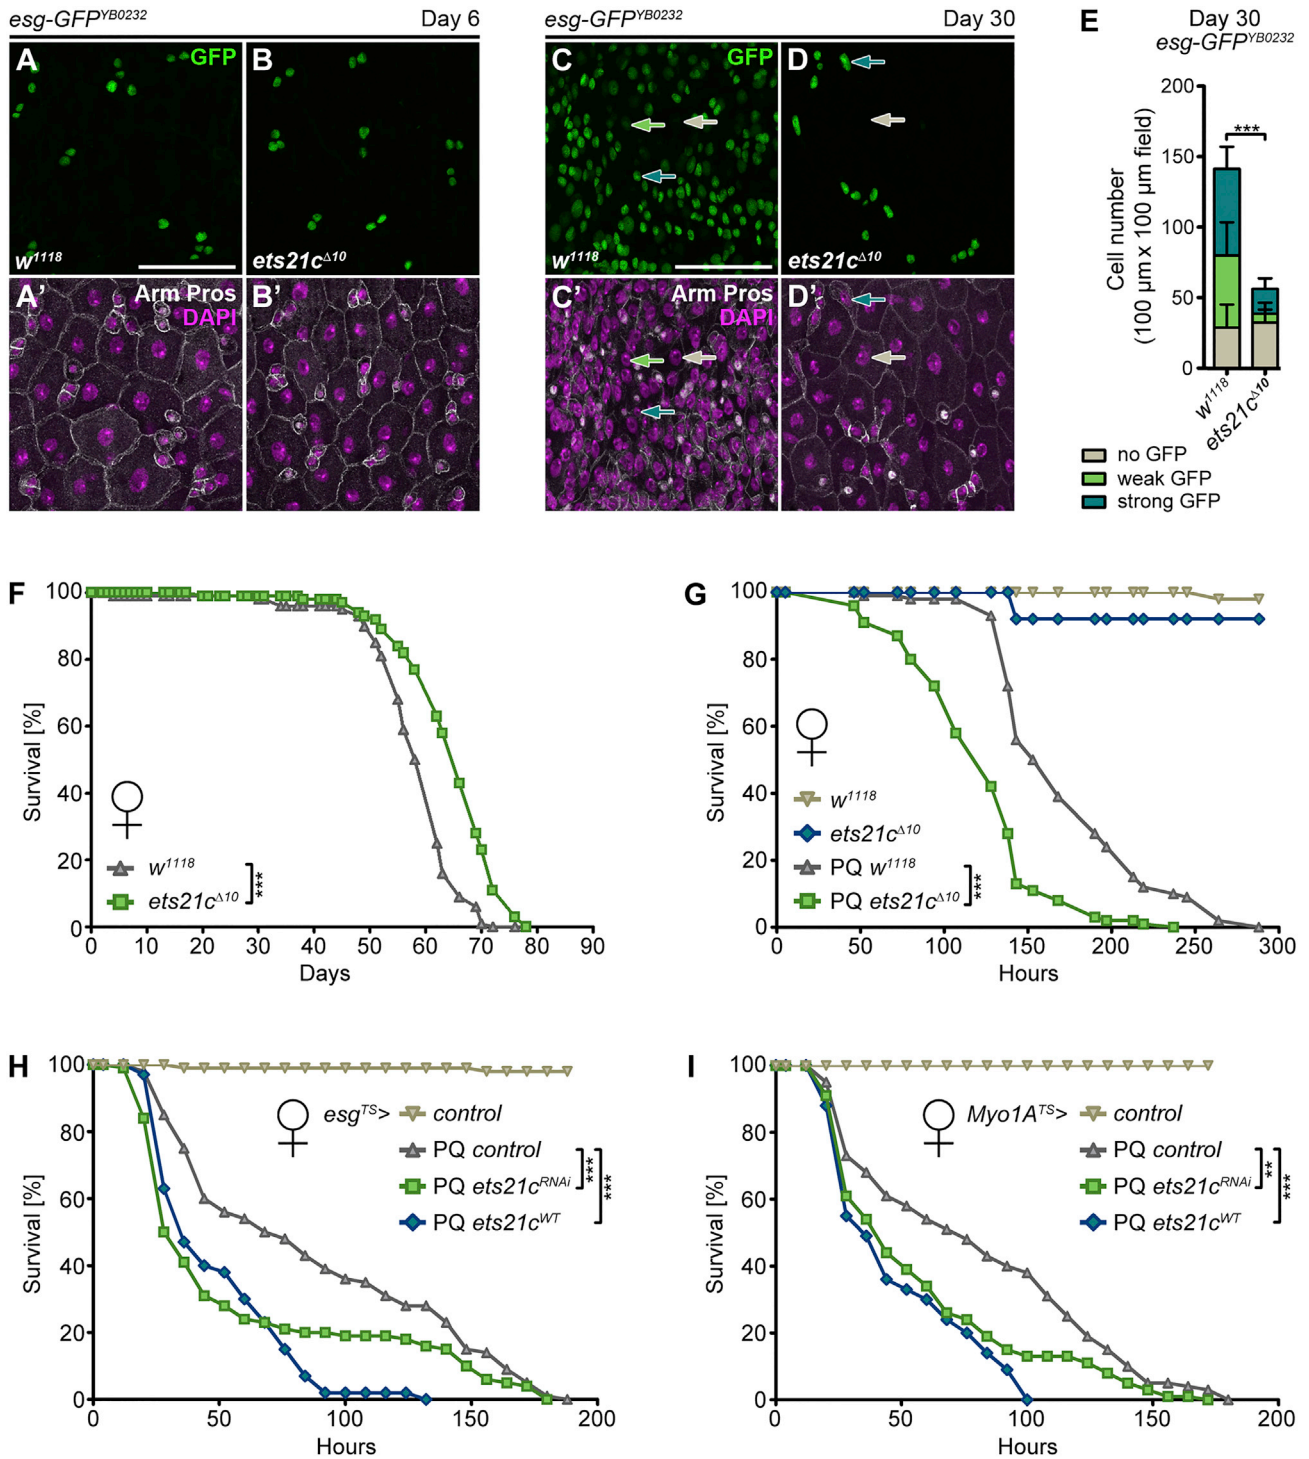 esg-GFP^YB0232 Day 6
A GFP
w^1118
B
ets21c^Δ10
A' Arm Pros
DAPI
B'
esg-GFP^YB0232 Day 30
C GFP
w^1118
D
ets21c^Δ10
C' Arm Pros
DAPI
D'
E Day 30
esg-GFP^YB0232
Cell number
(100 µm x 100 µm field)
200
150
100
50
0
***
w^1118
ets21c^Δ10
no GFP
weak GFP
strong GFP
F
Survival [%]
100
80
60
40
20
0
w^1118
ets21c^Δ10
***
0 10 20 30 40 50 60 70 80 90
Days
G
Survival [%]
100
80
60
40
20
0
w^1118
ets21c^Δ10
PQ w^1118
PQ ets21c^Δ10
***
0 50 100 150 200 250 300
Hours
H
Survival [%]
100
80
60
40
20
0
esg^TS> control
PQ control
PQ ets21c^RNAi
PQ ets21c^WT
***
***
0 50 100 150 200
Hours
I
Survival [%]
100
80
60
40
20
0
Myo1A^TS> control
PQ control
PQ ets21c^RNAi
PQ ets21c^WT
**
***
0 50 100 150 200
Hours